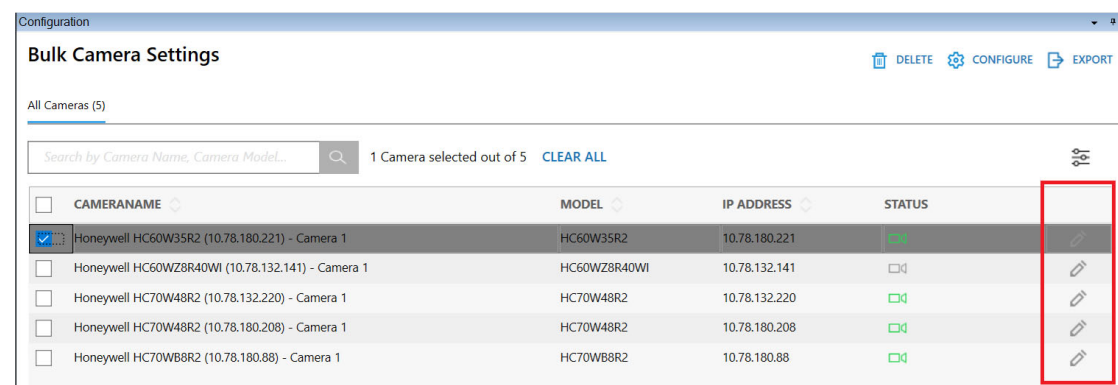 Configuration
Bulk Camera Settings
DELETE CONFIGURE EXPORT
All Cameras (5)
Search by Camera Name, Camera Model... 1 Camera selected out of 5 CLEAR ALL
CAMERANAME MODEL IP ADDRESS STATUS
Honeywell HC60W35R2 (10.78.180.221) - Camera 1 HC60W35R2 10.78.180.221
Honeywell HC60WZ8R40WI (10.78.132.141) - Camera 1 HC60WZ8R40WI 10.78.132.141
Honeywell HC70W48R2 (10.78.132.220) - Camera 1 HC70W48R2 10.78.132.220
Honeywell HC70W48R2 (10.78.180.208) - Camera 1 HC70W48R2 10.78.180.208
Honeywell HC70WB8R2 (10.78.180.88) - Camera 1 HC70WB8R2 10.78.180.88